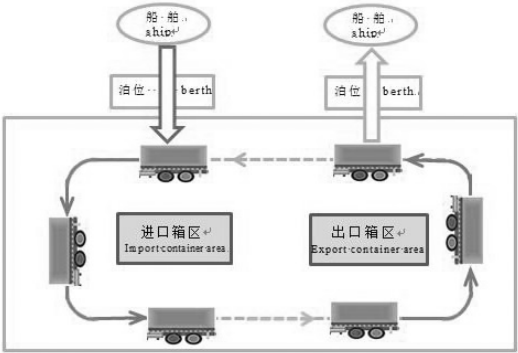 船·舶
ship
船·舶
ship
泊位 berth
泊位 berth
进口箱区
Import·container·area
出口箱区
Export·container·area